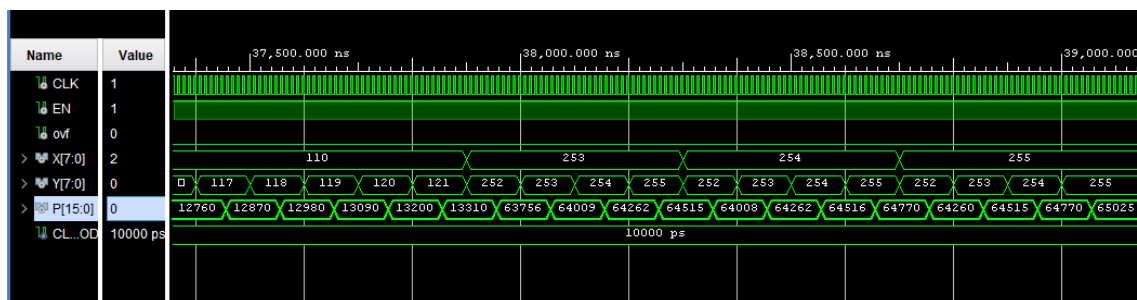 37,500.000 ns 38,000.000 ns 38,500.000 ns 39,000.000
Name Value
CLK 1
EN 1
ovf 0
X[7:0] 2 110 253 254 255
Y[7:0] 0 117 118 119 120 121 252 253 254 255 252 253 254 255 252 253 254 255
P[15:0] 0 12760 12870 12980 13090 13200 13310 63756 64009 64262 64515 64008 64262 64516 64770 64260 64515 64770 65025
CL...OD 10000 ps 10000 ps